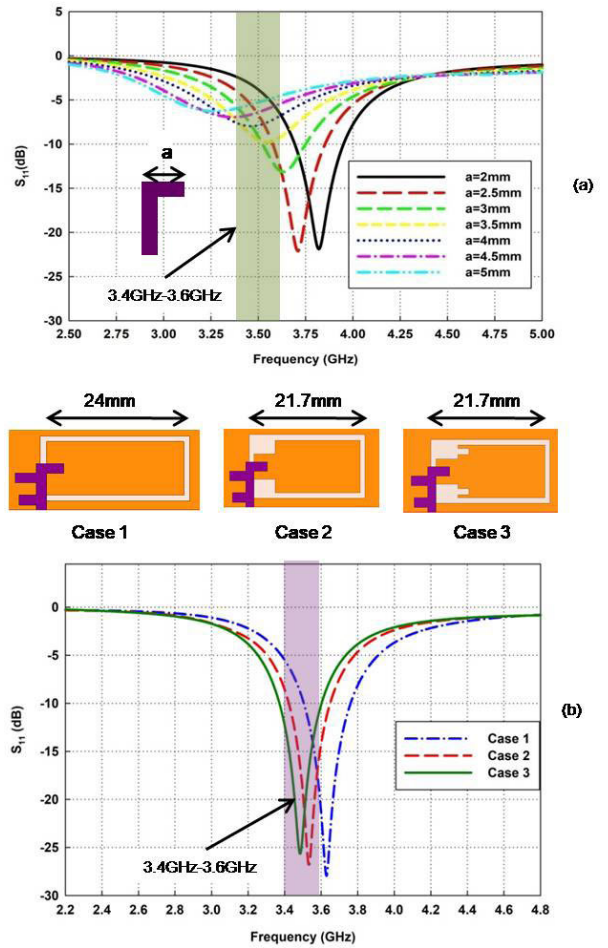 5
0
-5
-10
-15
-20
-25
-30
S11(dB)
a
3.4GHz-3.6GHz
a=2mm
a=2.5mm
a=3mm
a=3.5mm
a=4mm
a=4.5mm
a=5mm
(a)
2.50 2.75 3.00 3.25 3.50 3.75 4.00 4.25 4.50 4.75 5.00
Frequency (GHz)
24mm 21.7mm 21.7mm
Case 1 Case 2 Case 3
0
-5
-10
-15
-20
-25
-30
S11 (dB)
(b)
Case 1
Case 2
Case 3
3.4GHz-3.6GHz
2.2 2.4 2.6 2.8 3.0 3.2 3.4 3.6 3.8 4.0 4.2 4.4 4.6 4.8
Frequency (GHz)